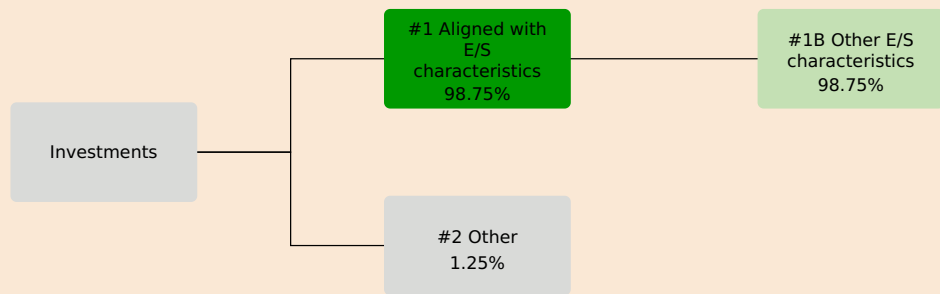 #1 Aligned with
E/S
characteristics
98.75%
#1B Other E/S
characteristics
98.75%
Investments
#2 Other
1.25%